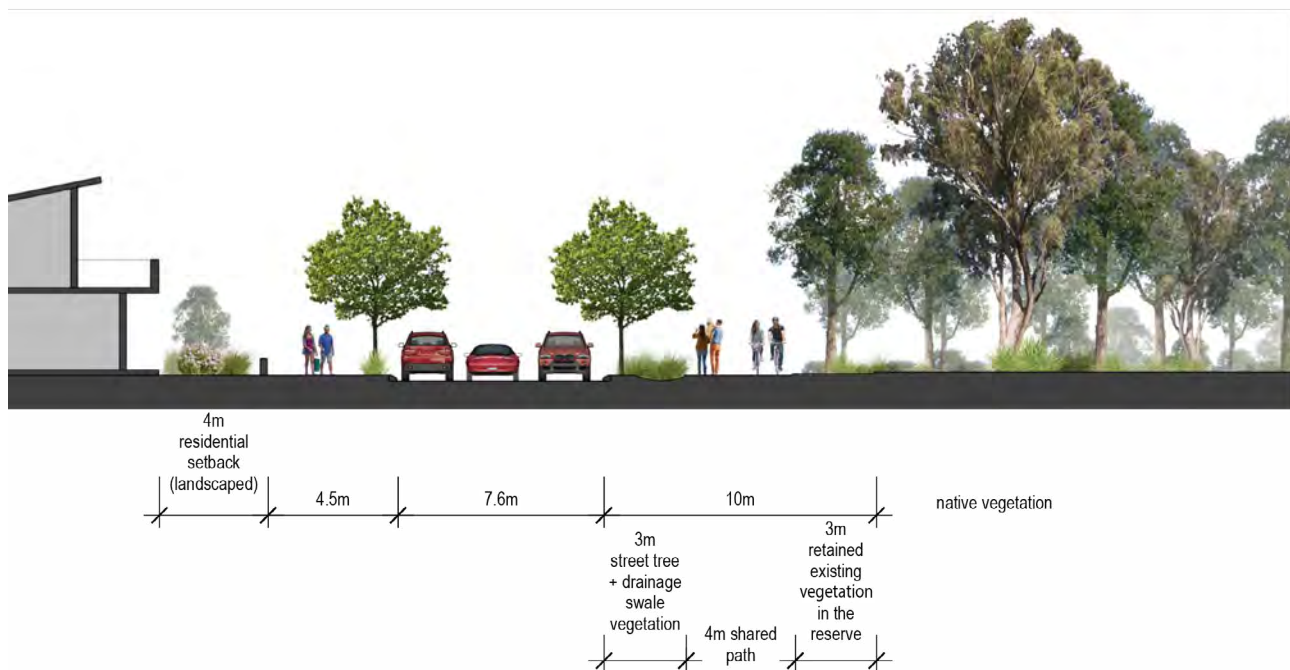 4m
residential
setback
(landscaped)
4.5m
7.6m
10m
native vegetation
3m
street tree
+ drainage
swale
vegetation
4m shared
path
3m
retained
existing
vegetation
in the
reserve